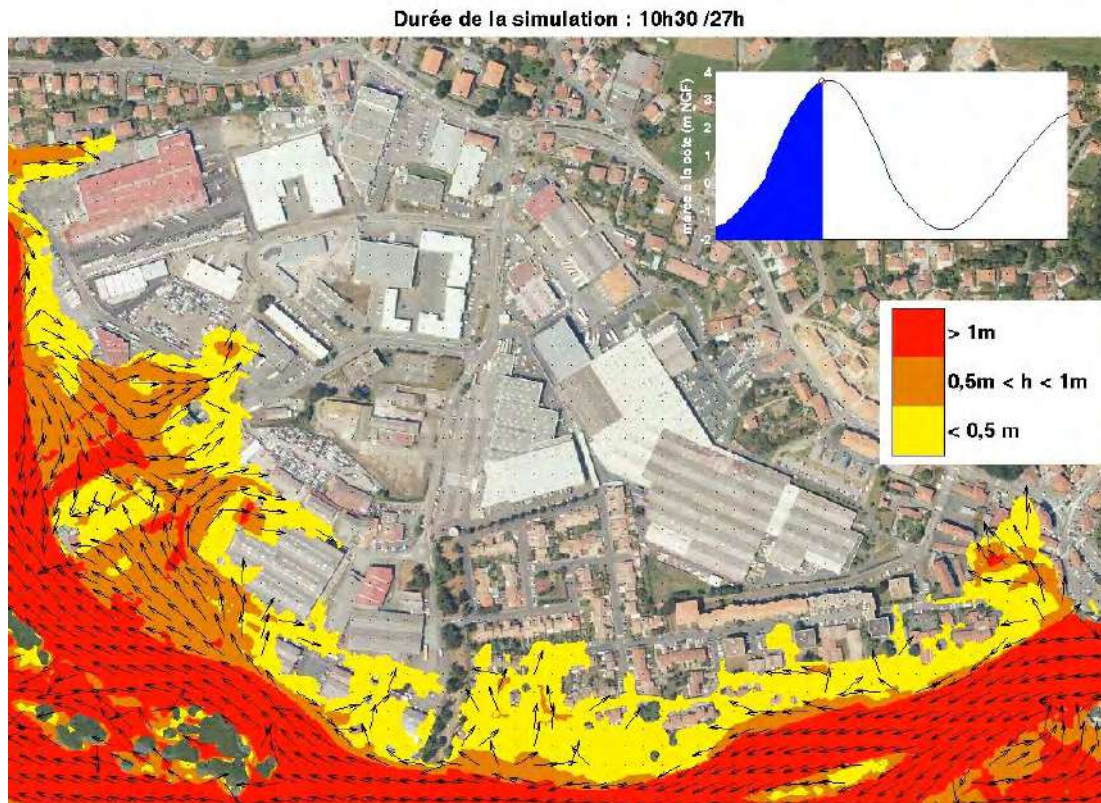 Durée de la simulation : 10h30 /27h
marée à la côte (m NGF)
4
3
2
1
0
-1
-2
> 1m
0,5m < h < 1m
< 0,5 m